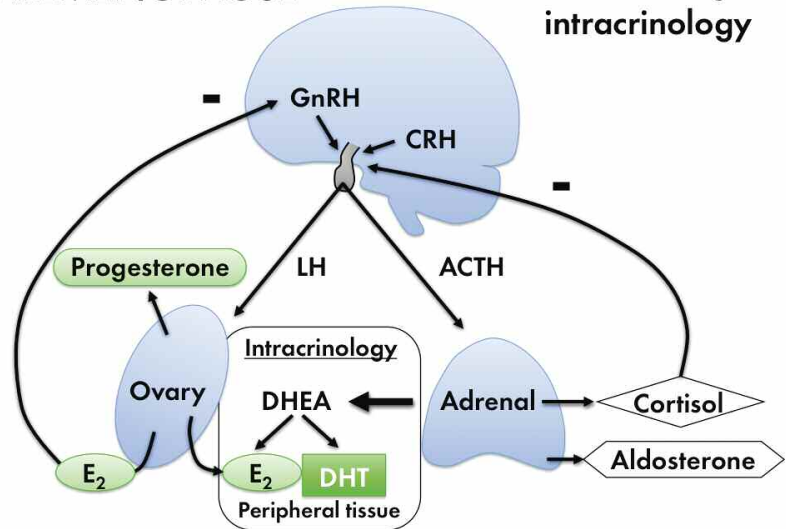 intracrinology
-
GnRH
CRH
-
Progesterone
LH
ACTH
Intracrinology
Ovary
DHEA
Adrenal
Cortisol
E2
E2
DHT
Aldosterone
Peripheral tissue